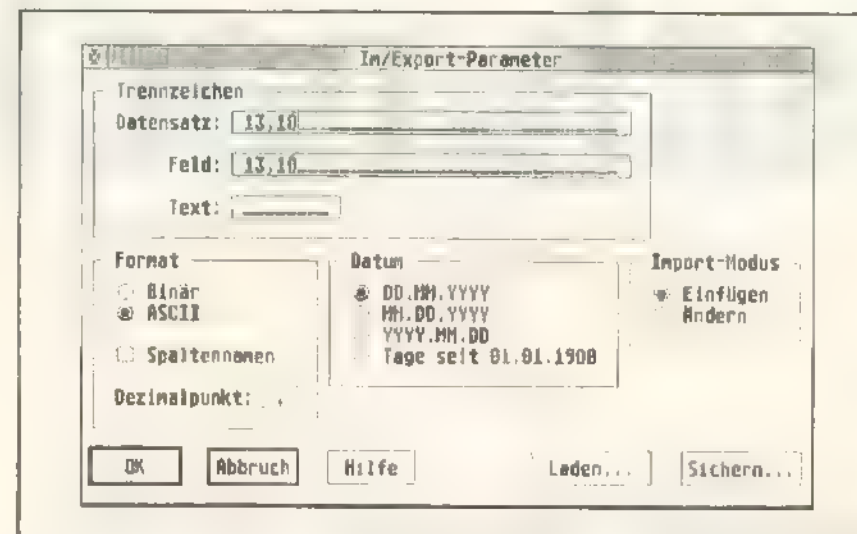 Im/Export-Parameter
Trennzeichen
Datensatz: 13,10
Feld: 13,10
Text:
Format
Binär
ASCII
Spaltennamen
Dezimalpunkt:
Datum
DD.MM.YYYY
MM.DD.YYYY
YYYY.MM.DD
Tage seit 01.01.1900
Import-Modus
Einfügen
Ändern
OK Abbruch Hilfe Laden... Sichern...